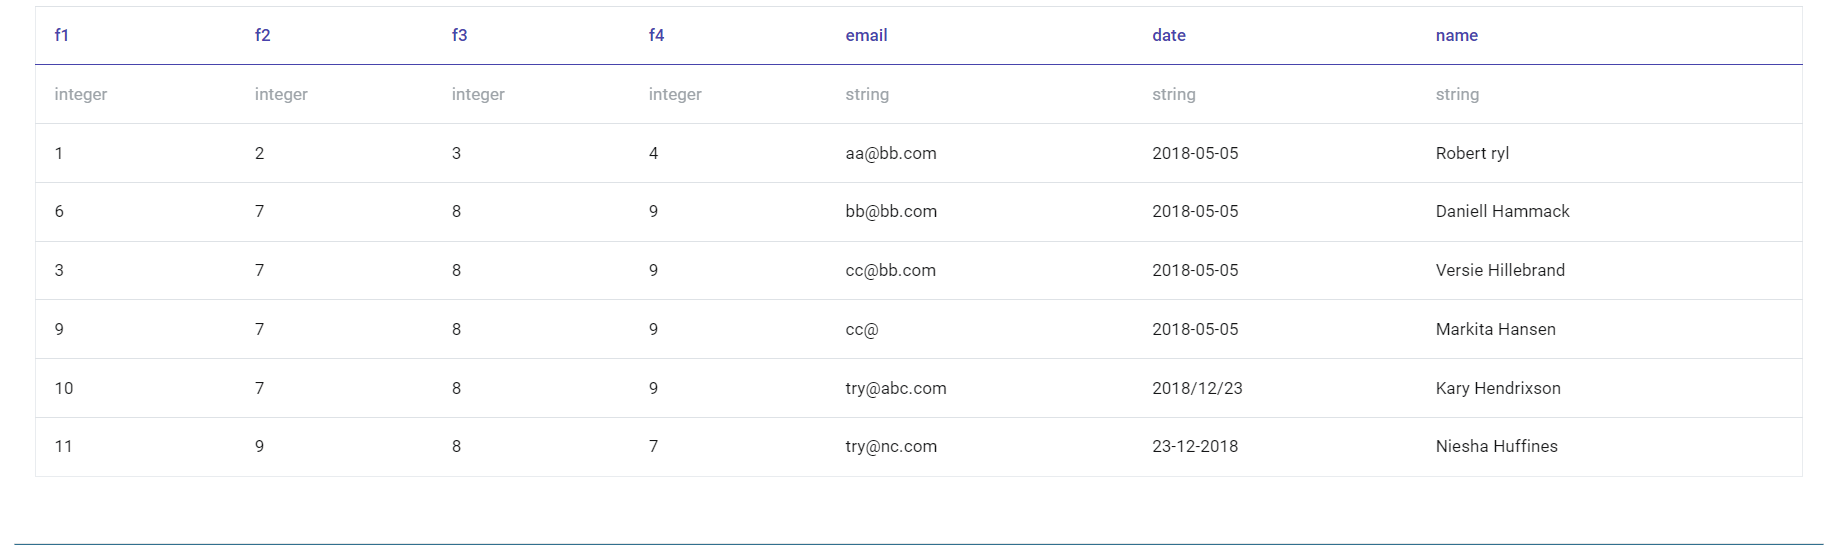 f1 f2 f3 f4 email date name
integer integer integer integer string string string
1 2 3 4 aa@bb.com 2018-05-05 Robert ryl
6 7 8 9 bb@bb.com 2018-05-05 Daniell Hammack
3 7 8 9 cc@bb.com 2018-05-05 Versie Hillebrand
9 7 8 9 cc@ 2018-05-05 Markita Hansen
10 7 8 9 try@abc.com 2018/12/23 Kary Hendrixson
11 9 8 7 try@nc.com 23-12-2018 Niesha Huffines